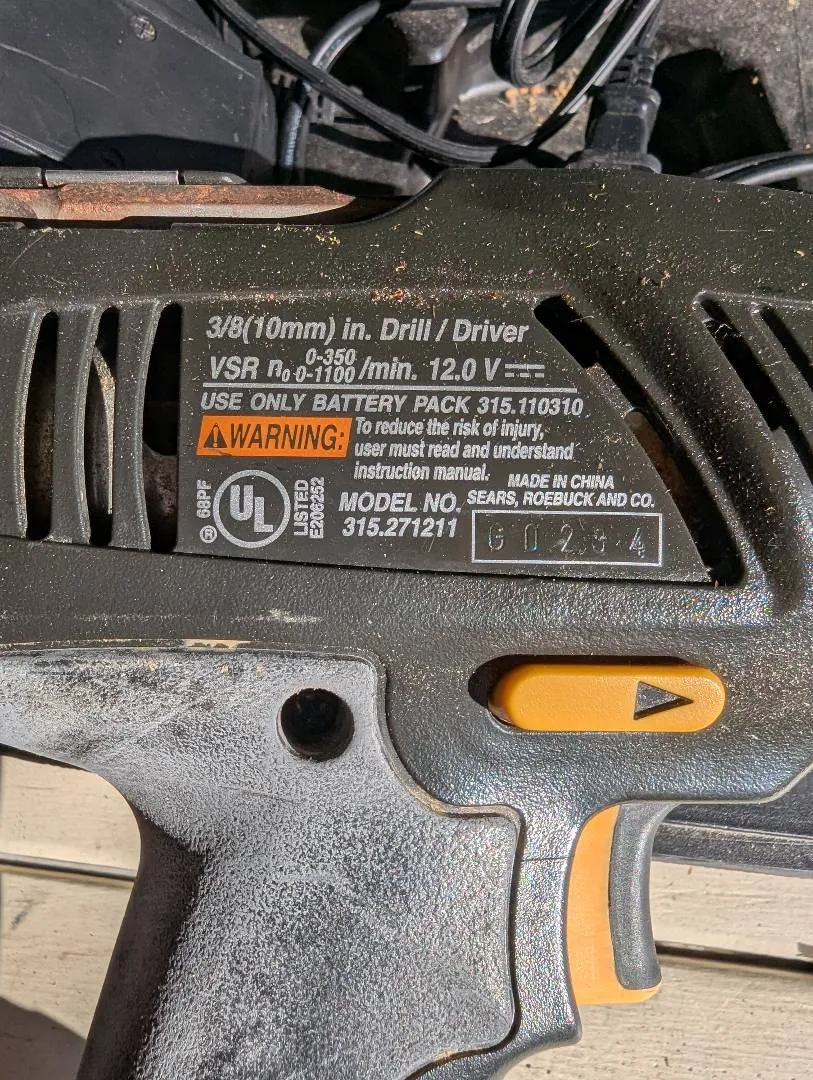 3/8(10mm) in. Drill / Driver
VSR n₀ 0-350 0-1100 /min. 12.0 V ⎓
USE ONLY BATTERY PACK 315.110310
⚠WARNING: To reduce the risk of injury,
user must read and understand
instruction manual.
MADE IN CHINA
SEARS, ROEBUCK AND CO.
68PF
®
UL
LISTED
E206252
MODEL NO.
315.271211
G0234